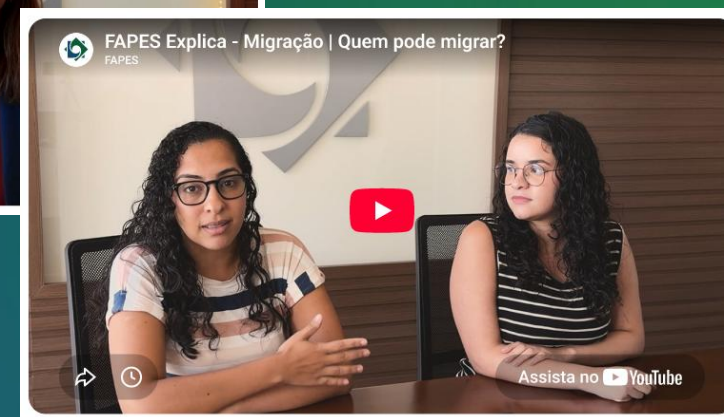 FAPES Explica - Migração | Quem pode migrar?
FAPES
Assista no YouTube